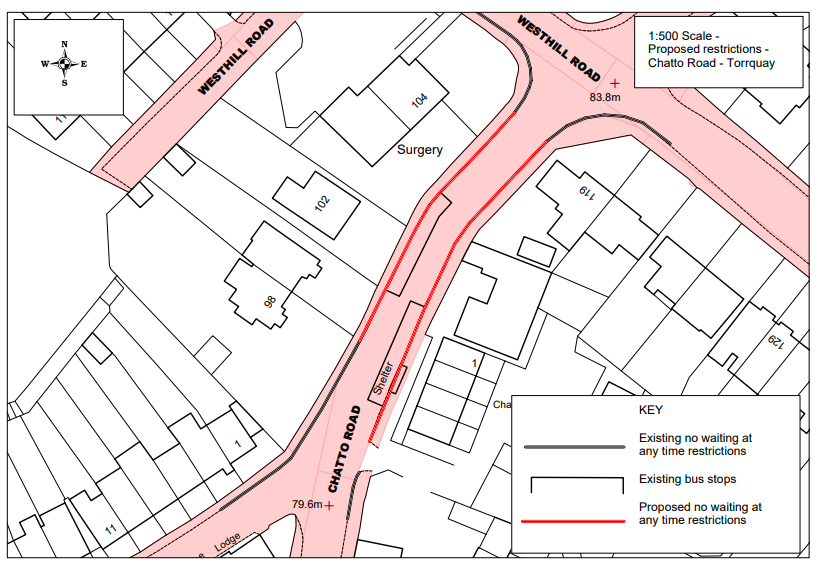 N
W E
S
WESTHILL ROAD
WESTHILL ROAD
1:500 Scale -
Proposed restrictions -
Chatto Road - Torrquay
83.8m
104
Surgery
102
119
98
129
Shelter
1
Cha
CHATTO ROAD
1
11
79.6m
Lodge
KEY
Existing no waiting at
any time restrictions
Existing bus stops
Proposed no waiting at
any time restrictions